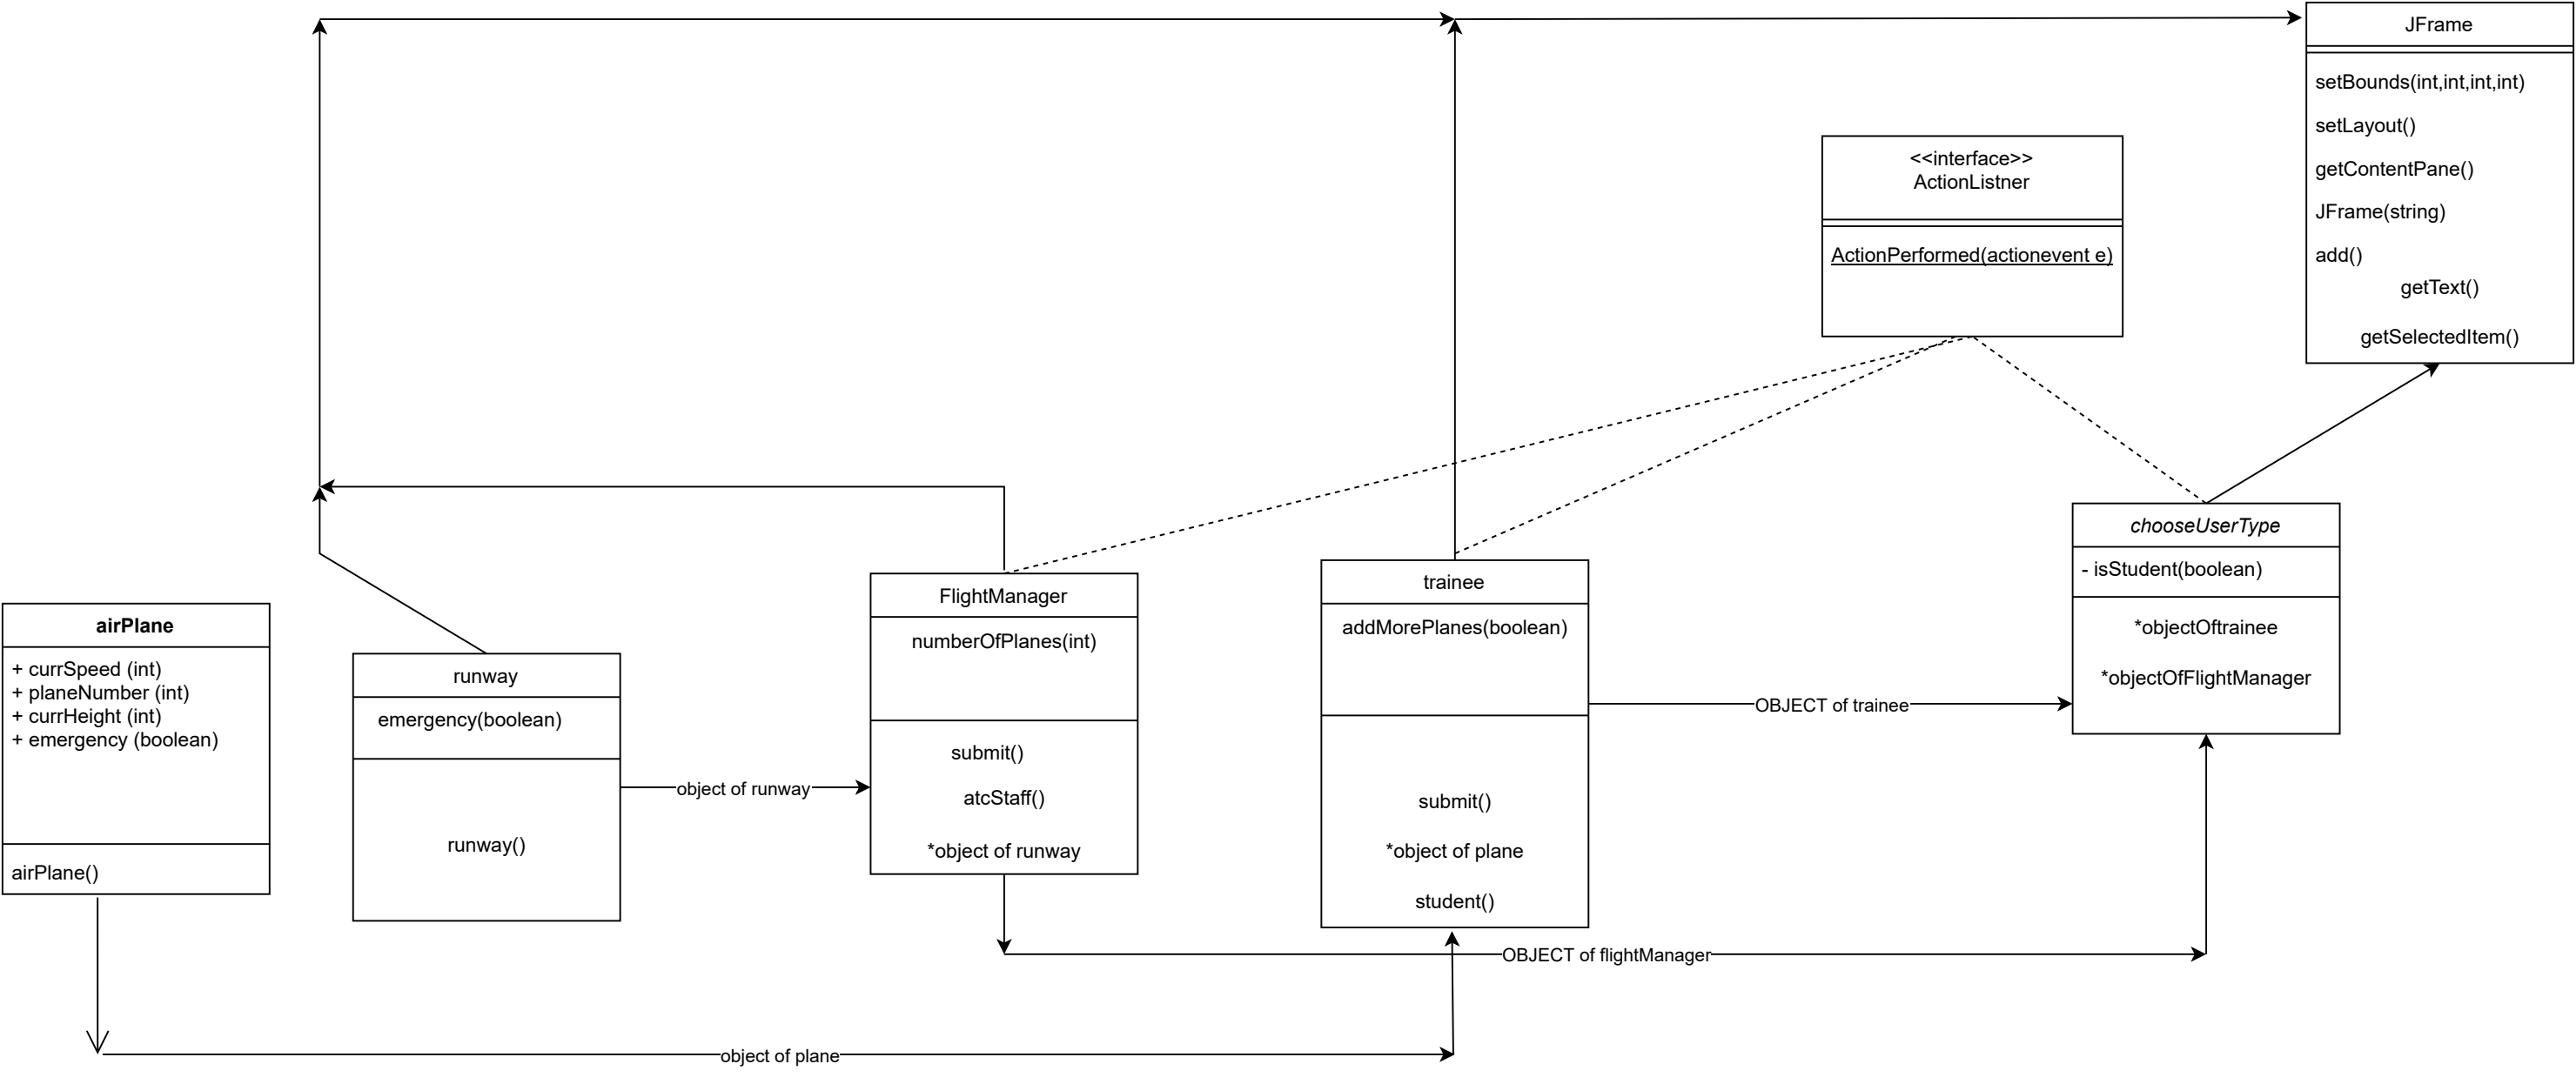 JFrame
setBounds(int,int,int,int)
setLayout()
getContentPane()
JFrame(string)
add()
getText()
getSelectedItem()
<<interface>>
ActionListner
ActionPerformed(actionevent e)
chooseUserType
- isStudent(boolean)
*objectOftrainee
*objectOfFlightManager
trainee
addMorePlanes(boolean)
submit()
*object of plane
student()
OBJECT of trainee
FlightManager
numberOfPlanes(int)
submit()
atcStaff()
*object of runway
OBJECT of flightManager
runway
emergency(boolean)
runway()
object of runway
airPlane
+ currSpeed (int)
+ planeNumber (int)
+ currHeight (int)
+ emergency (boolean)
airPlane()
object of plane